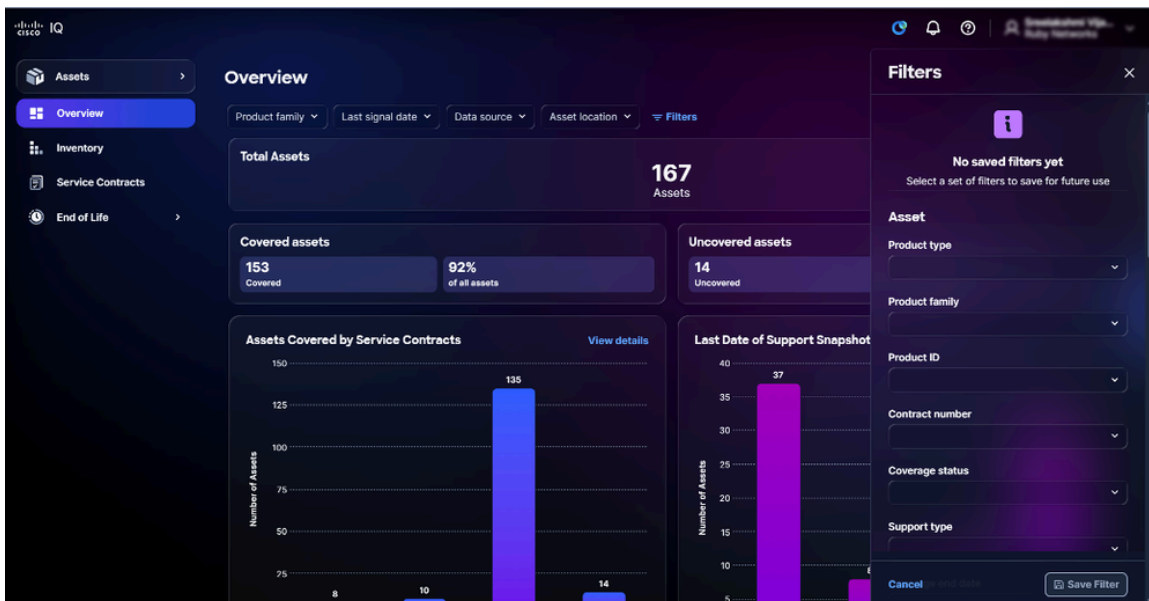 cisco IQ
Assets
Overview
Inventory
Service Contracts
End of Life
Overview
Product family
Last signal date
Data source
Asset location
Filters
Total Assets
167
Assets
Covered assets
153
Covered
92%
of all assets
Uncovered assets
14
Uncovered
Assets Covered by Service Contracts
View details
150
125
100
75
50
25
Number of Assets
8
10
135
14
Last Date of Support Snapshot
40
35
30
25
20
15
10
5
Number of Assets
37
8
Filters
No saved filters yet
Select a set of filters to save for future use
Asset
Product type
Product family
Product ID
Contract number
Coverage status
Support type
Cancel
Save Filter